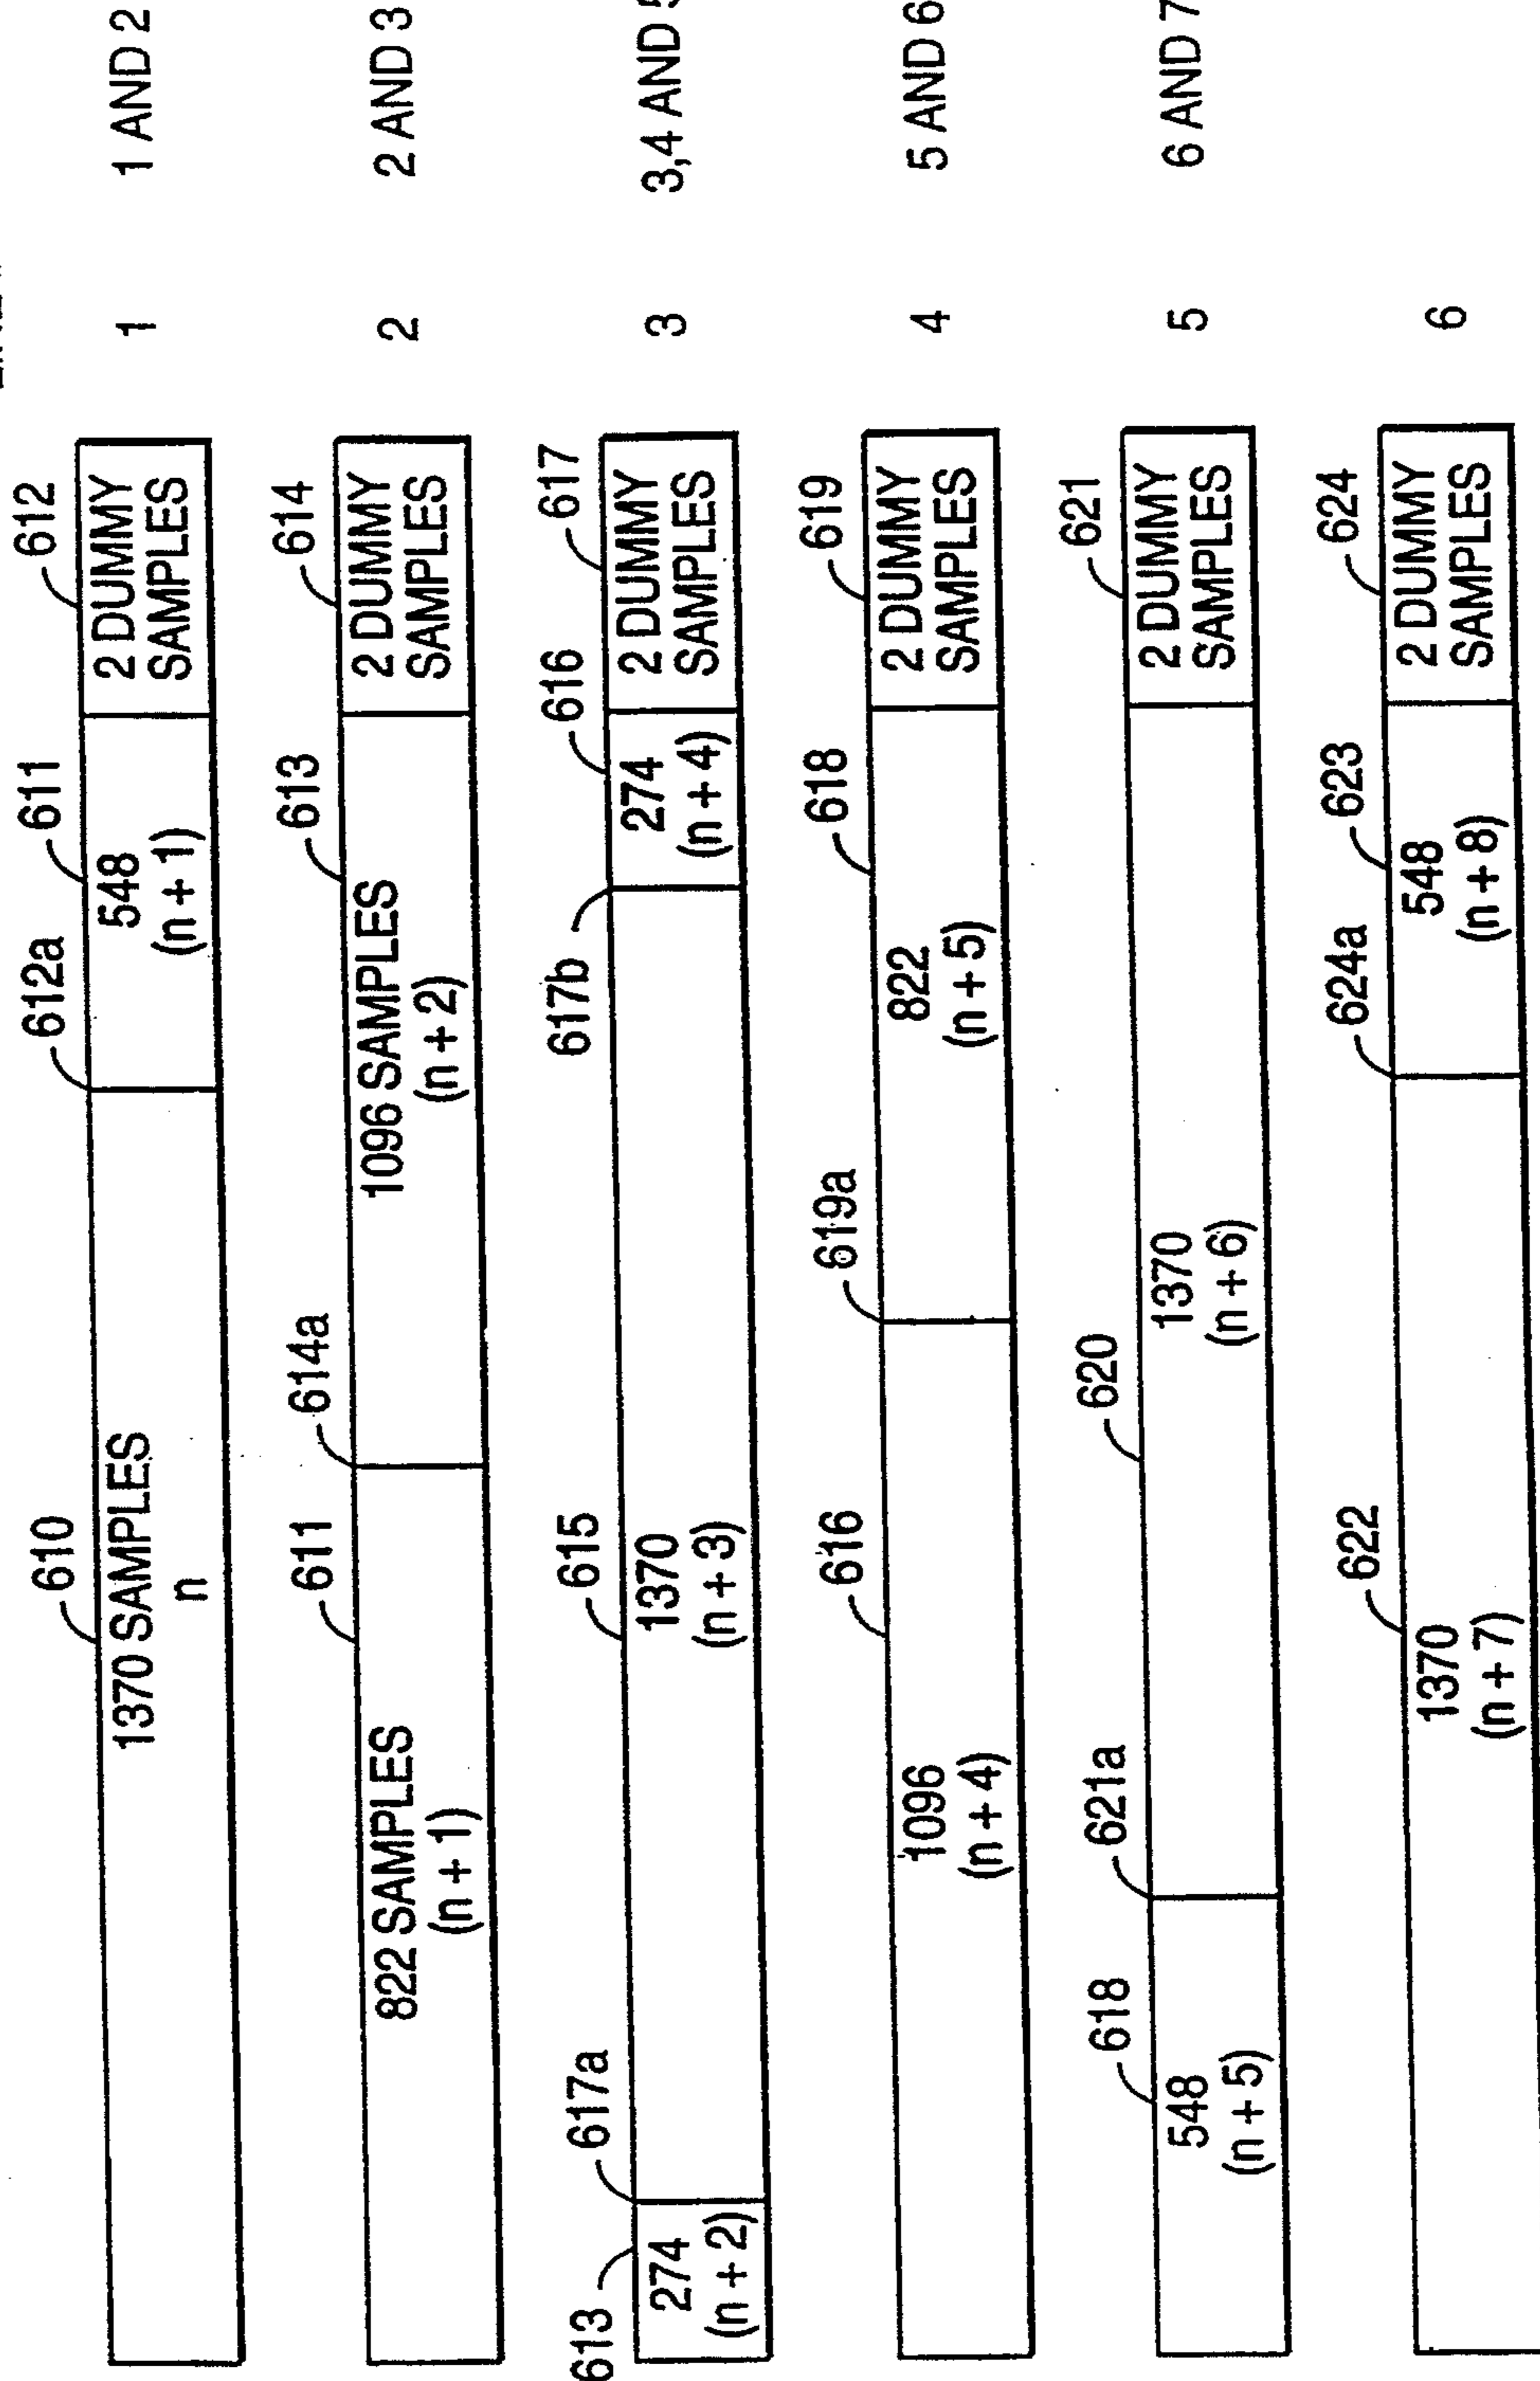 610 612a 611 612
1370 SAMPLES 548 2 DUMMY 1 1 AND 2
n (n + 1) SAMPLES
611 614a 613 614
822 SAMPLES 1096 SAMPLES 2 DUMMY 2 2 AND 3
(n + 1) (n + 2) SAMPLES
613 617a 615 617b 616 617
274 1370 274 2 DUMMY 3 3,4 AND 5
(n + 2) (n + 3) (n + 4) SAMPLES
616 619a 618 619
1096 822 2 DUMMY 4 5 AND 6
(n + 4) (n + 5) SAMPLES
618 621a 620 621
548 1370 2 DUMMY 5 6 AND 7
(n + 5) (n + 6) SAMPLES
622 624a 623 624
1370 548 2 DUMMY 6
(n + 7) (n + 8) SAMPLES